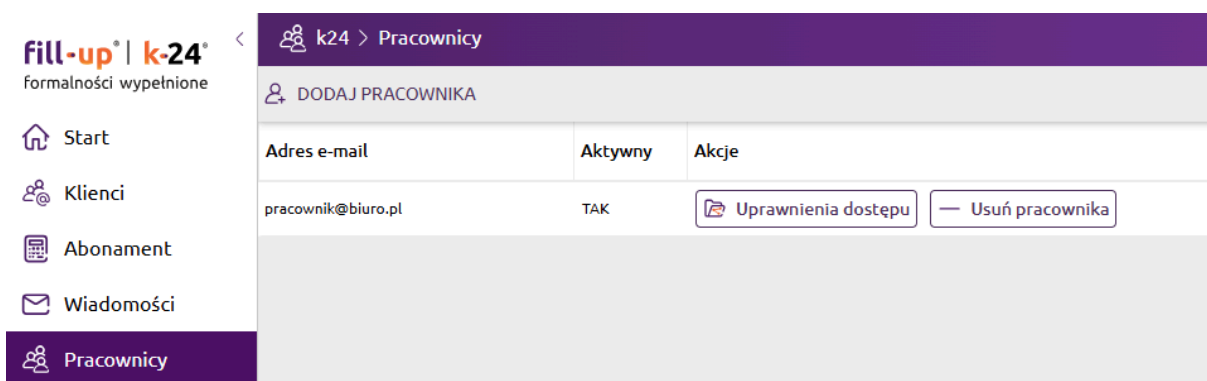 fill-up® | k-24®
formalności wypełnione
Start
Klienci
Abonament
Wiadomości
Pracownicy
k24 > Pracownicy
DODAJ PRACOWNIKA
Adres e-mail Aktywny Akcje
pracownik@biuro.pl TAK Uprawnienia dostępu Usuń pracownika